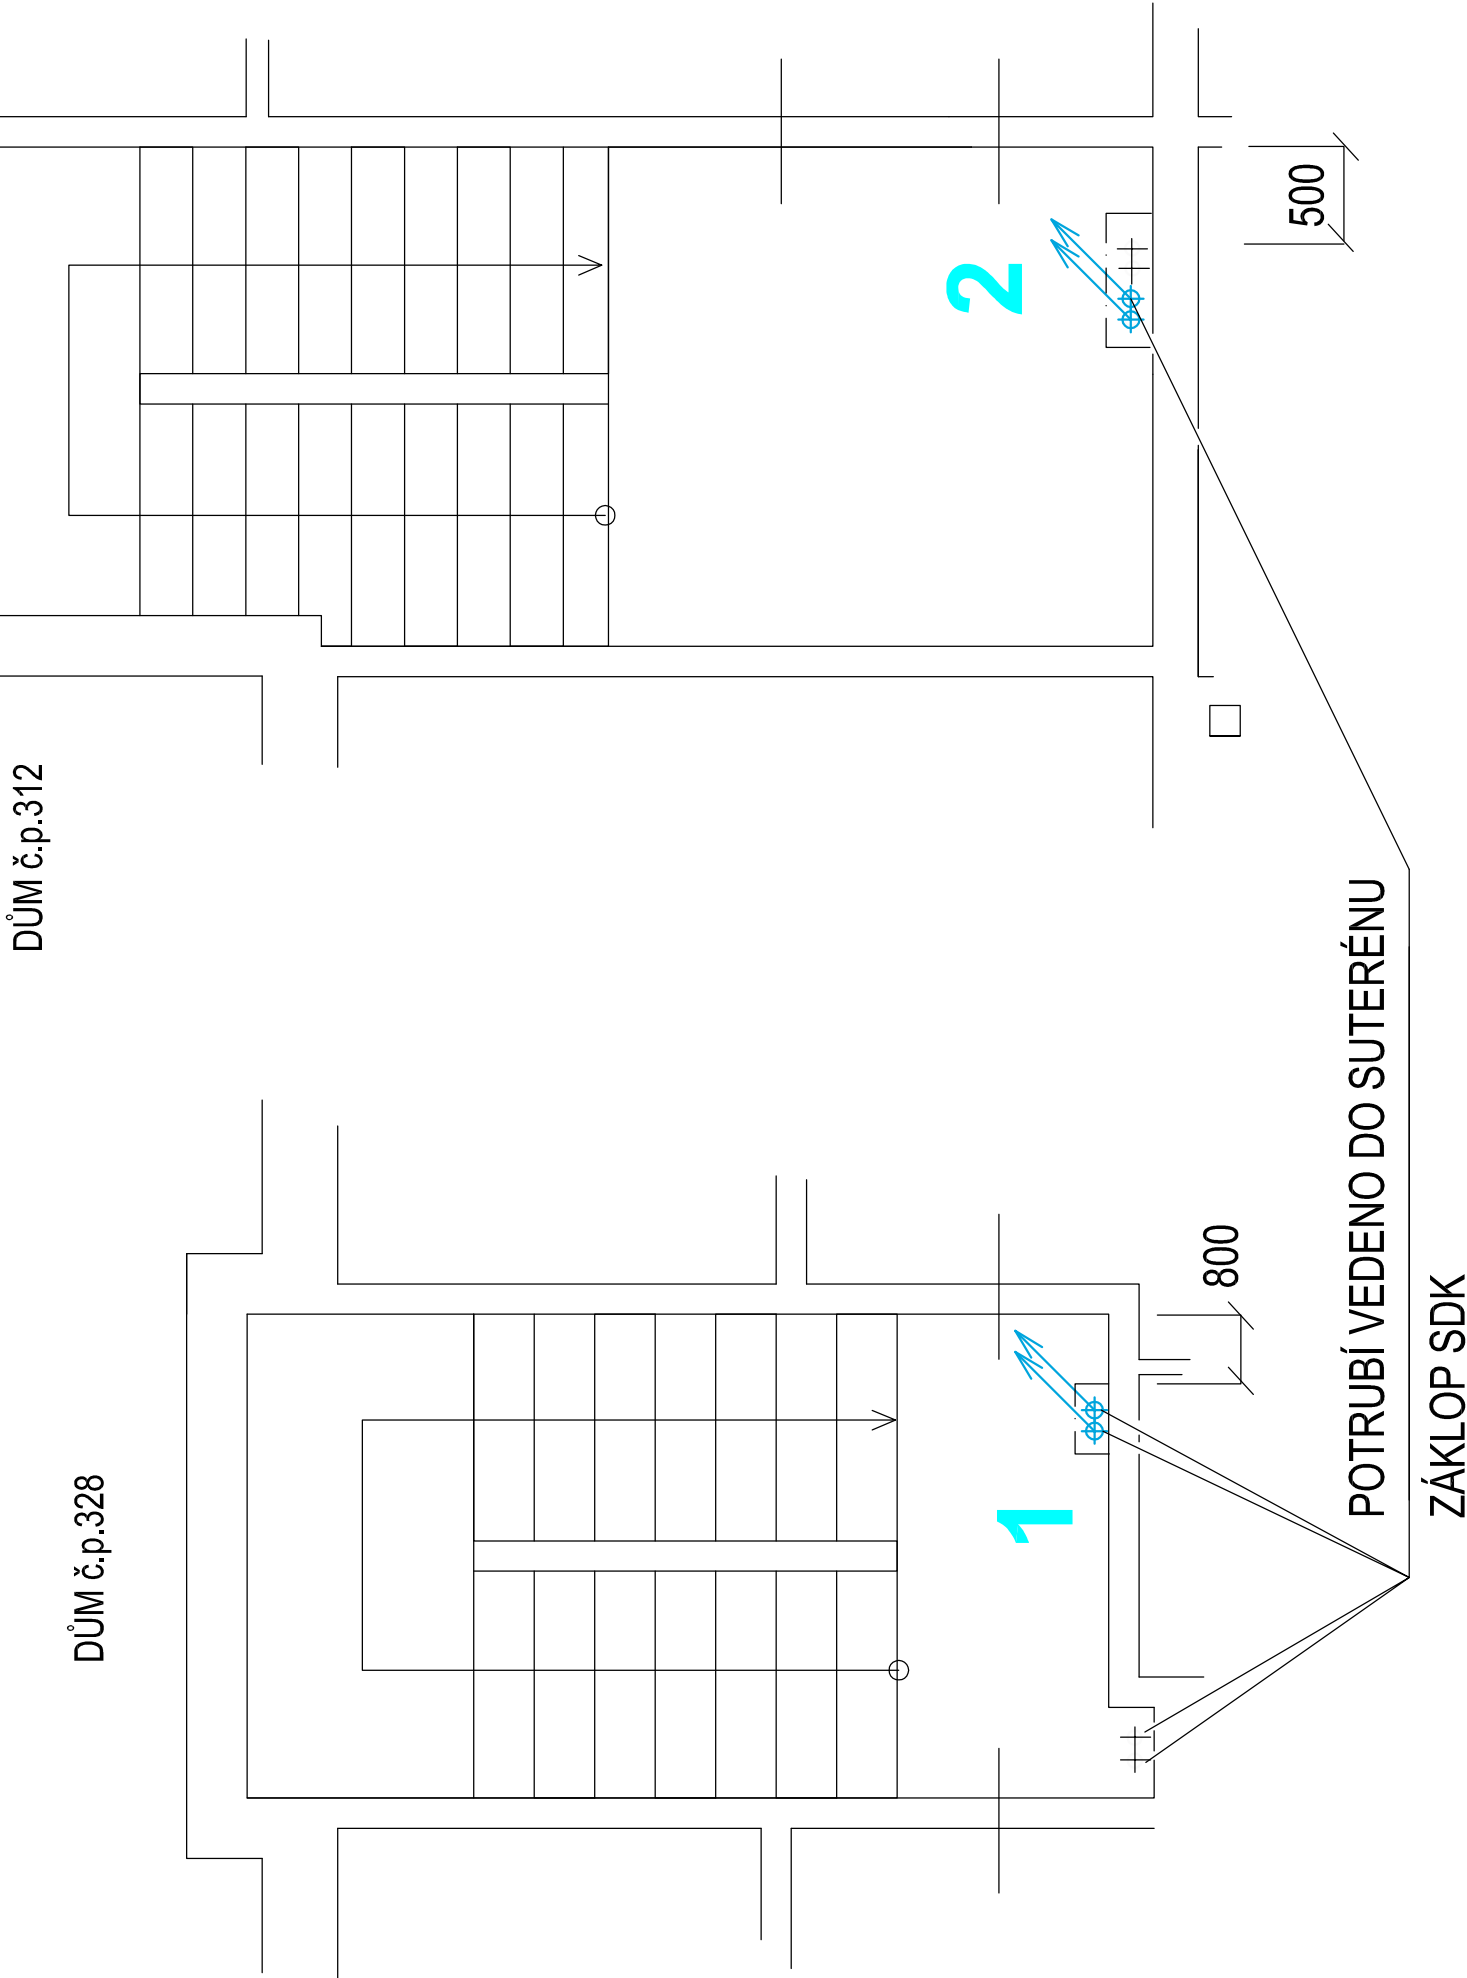 DŮM č.p.328
DŮM č.p.312
1
2
800
500
POTRUBÍ VEDENO DO SUTERÉNU
ZÁKLOP SDK